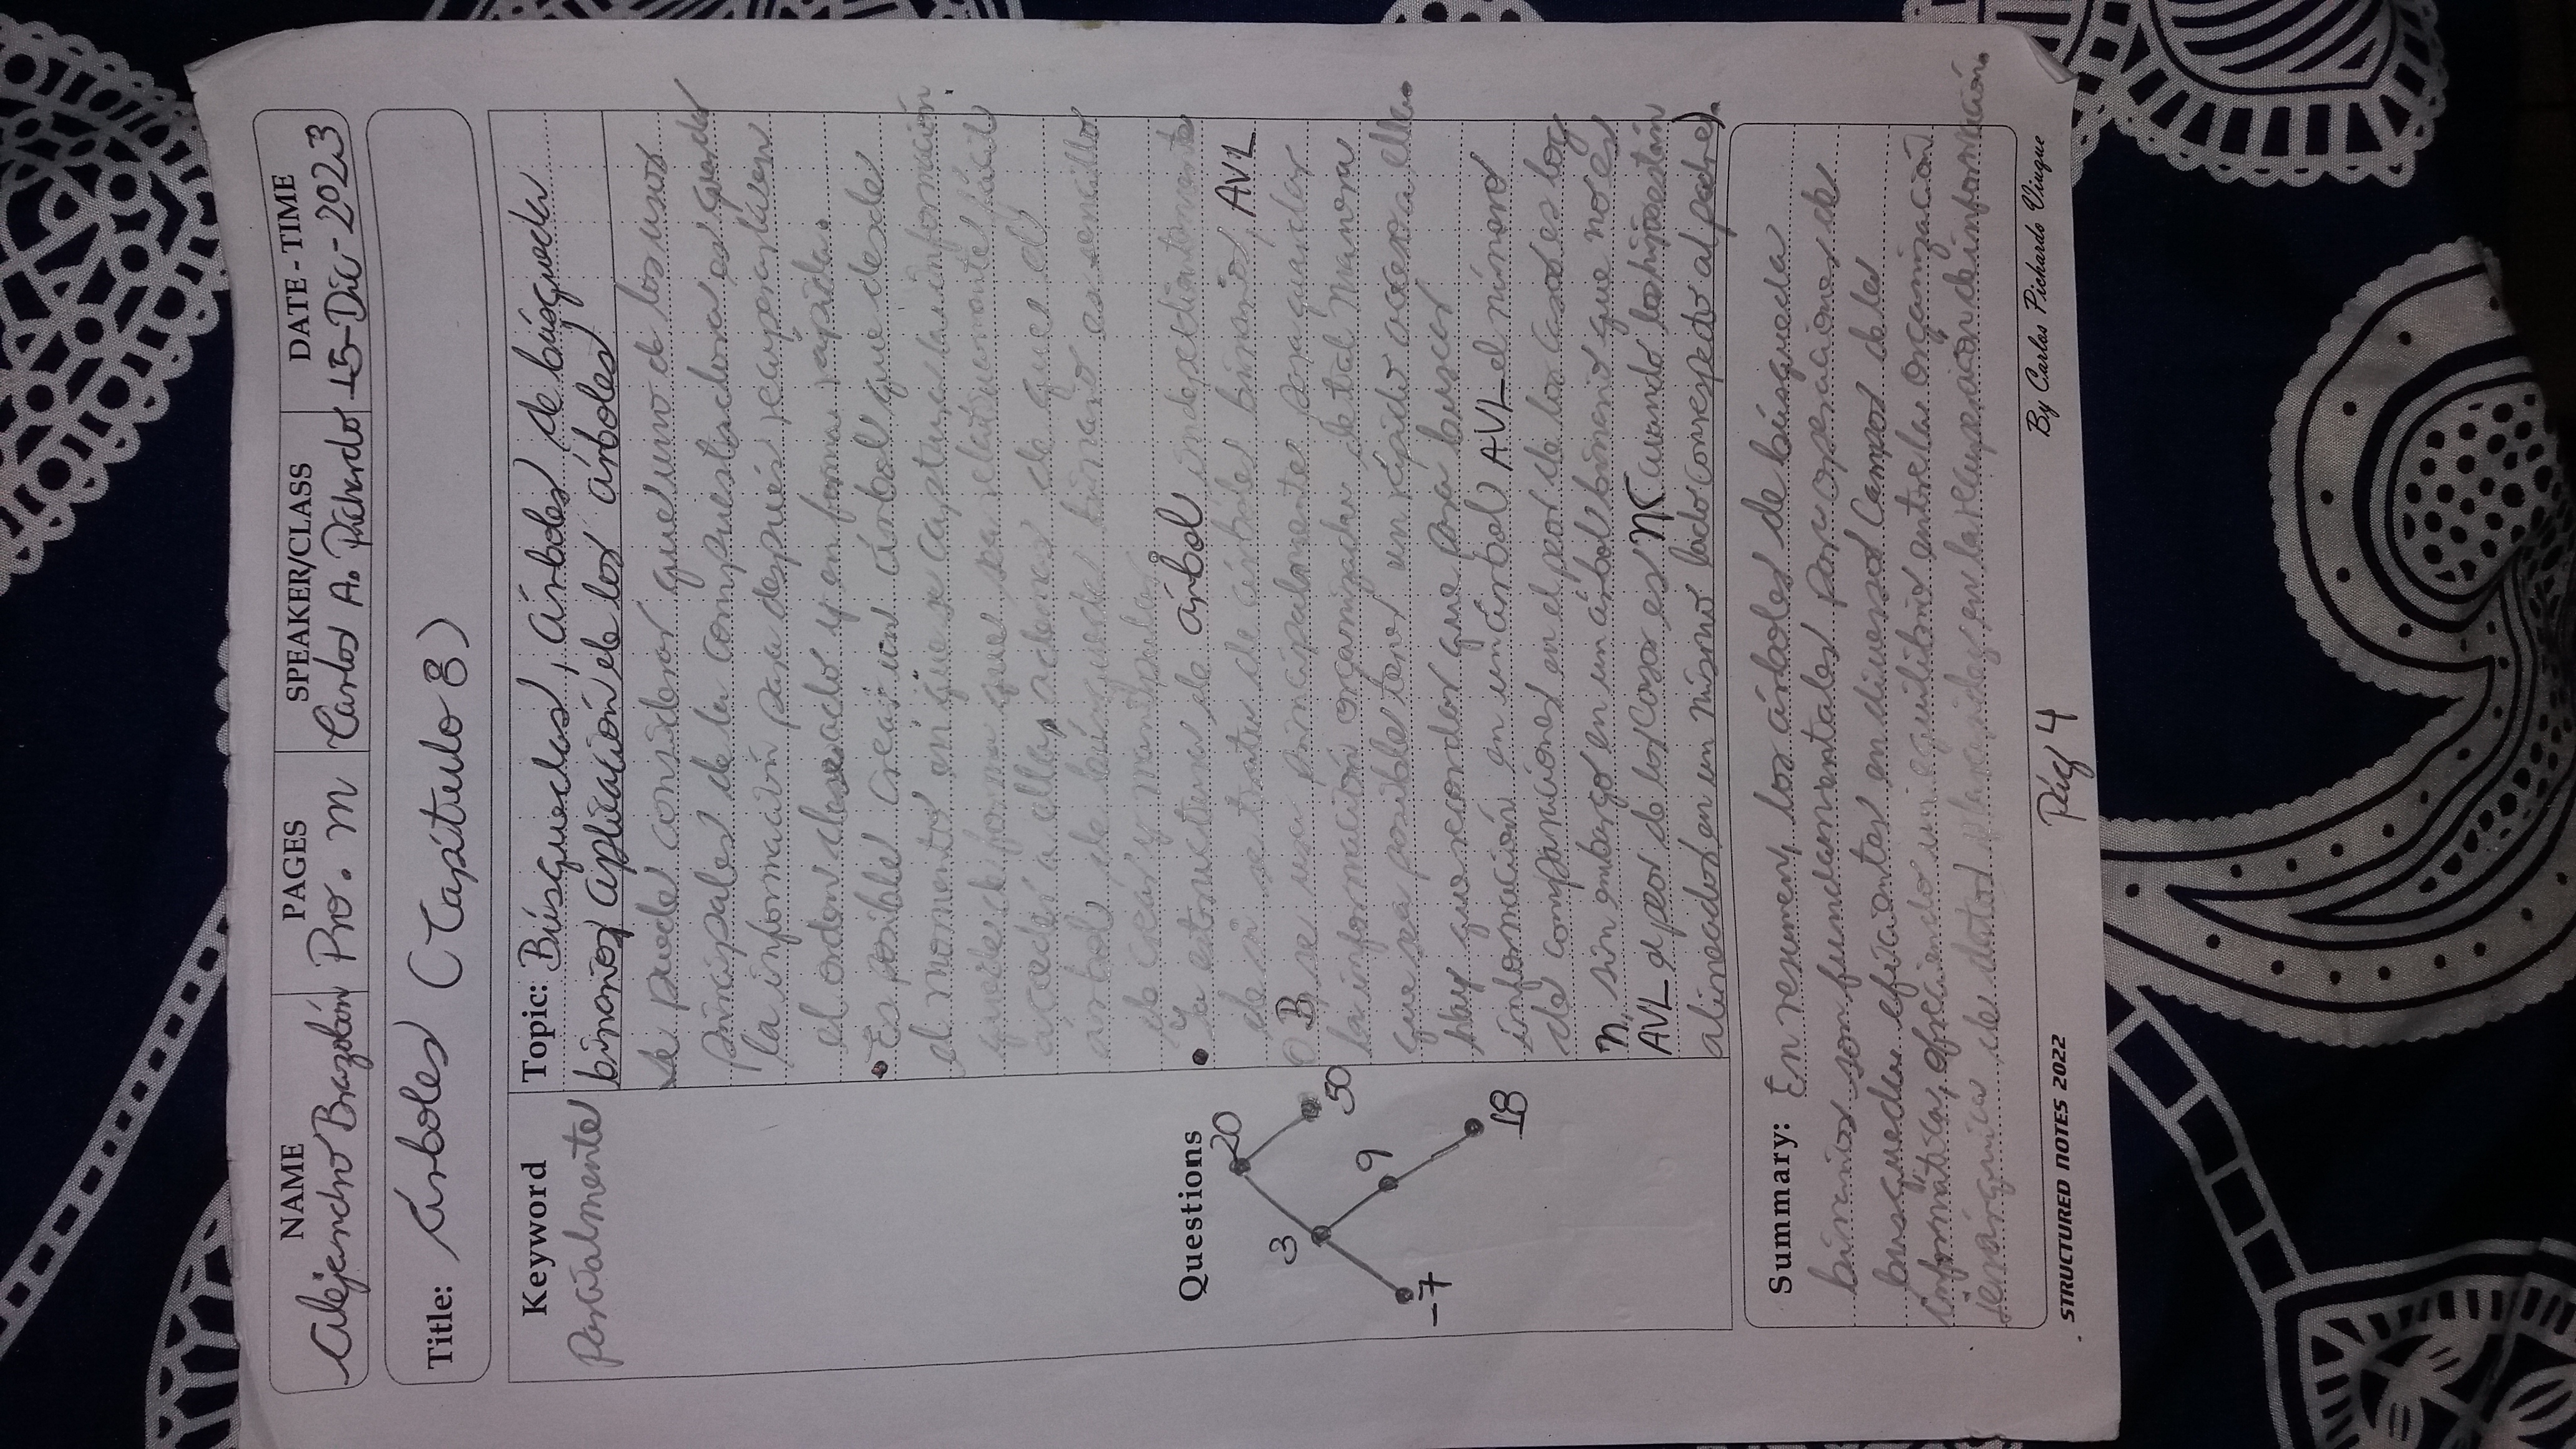 NAME PAGES SPEAKER/CLASS DATE-TIME
Alejandro Brazobán Pro. m Carlos A. Pichardo 15-Dic-2023
Title: Árboles (Capítulo 8)
Keyword
Parcialmente
Topic: Búsquedas, Árboles de búsqueda
binarios, aplicación de los árboles
Se puede considerar que uno de los usos
principales de la compuestadora es guardar
la información para después recuperarla en
el orden deseado y en forma rápida.
• Es posible crear un árbol que desde
el momento en que se captura la información
quede de forma que sea relativamente fácil
acceder a ella, ademas de que el
árbol de búsqueda binario es sencillo
de crear y manipular.
• La estructura de árbol independientemente
de si se trata de árboles binarios, AVL
O B, se usa principalmente para guardar
la información organizada de tal manera
que sea posible tener un rápido acceso a ella.
Hay que recordar que para buscar
información en un árbol AVL el número
de comparaciones en el peor de los casos es log
n, sin embargo en un árbol binario que no es
AVL el peor de los casos es n (cuando los hijos están
alineados en un mismo lado con respecto al padre).
Questions
20
3
50
9
-7
18
Summary: En resumen, los árboles de búsqueda
binarios son fundamentales para operaciones de
busqueda eficientes en diversos Campos de la
informática, ofreciendo un equilibrio entre la organización
jerárquica de datos y la rapidez en la recuperación de información.
STRUCTURED NOTES 2022 Pág 4 By Carlos Pichardo Viuque